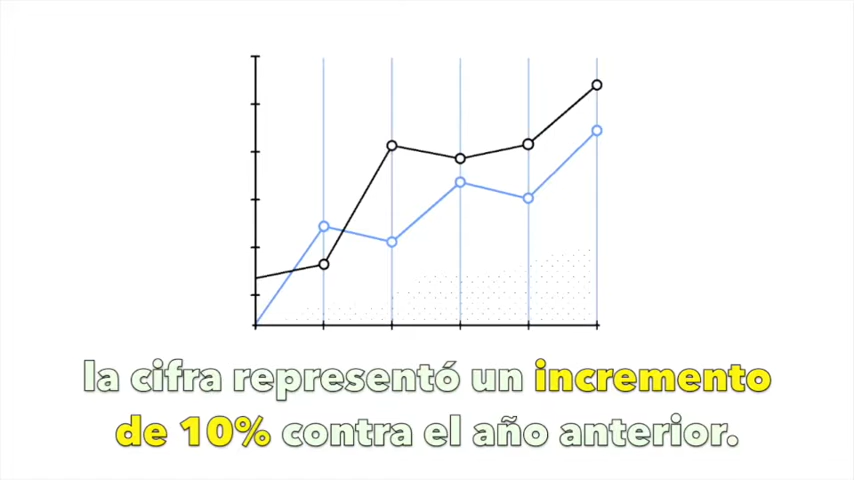 la cifra representó un incremento
de 10% contra el año anterior.